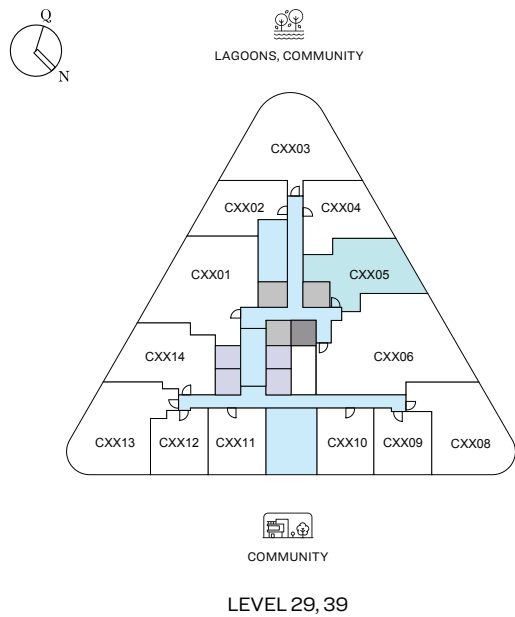 Q
N
LAGOONS, COMMUNITY
CXX03
CXX02
CXX04
CXX01
CXX05
CXX14
CXX06
CXX13
CXX12
CXX11
CXX10
CXX09
CXX08
COMMUNITY
LEVEL 29, 39